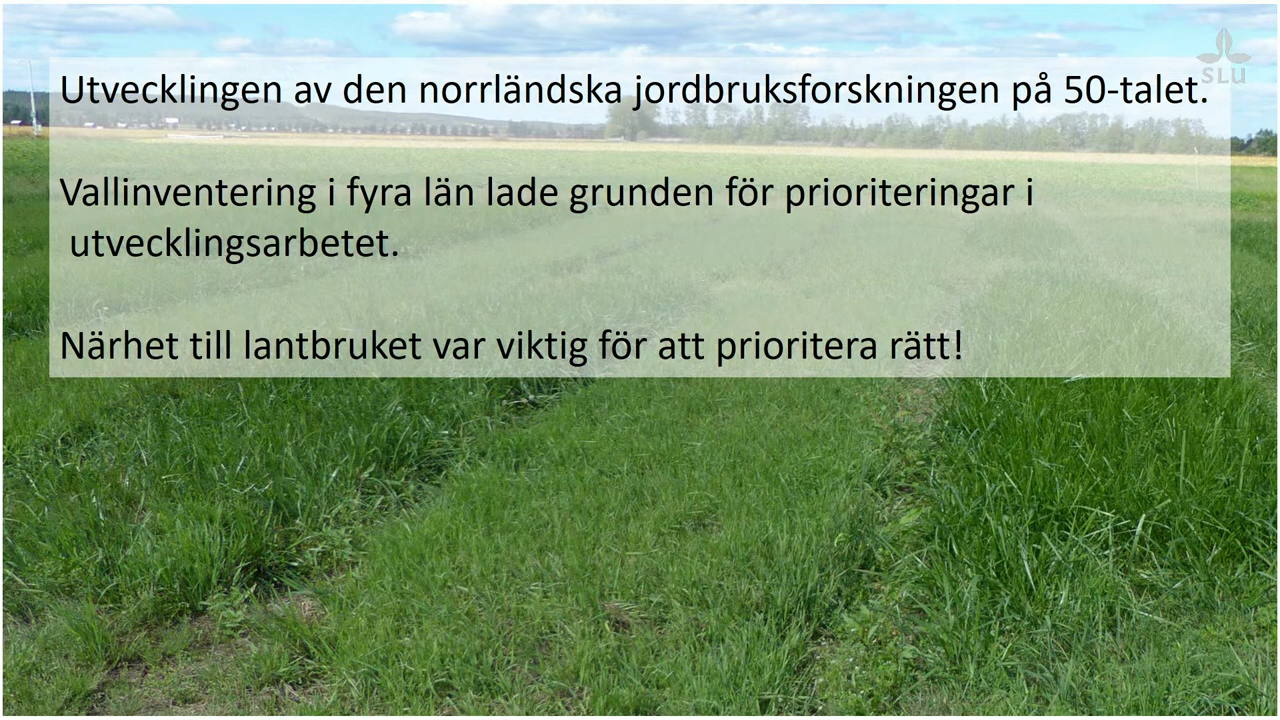 SLU
Utvecklingen av den norrländska jordbruksforskningen på 50-talet.
Vallinventering i fyra län lade grunden för prioriteringar i
utvecklingsarbetet.
Närhet till lantbruket var viktig för att prioritera rätt!